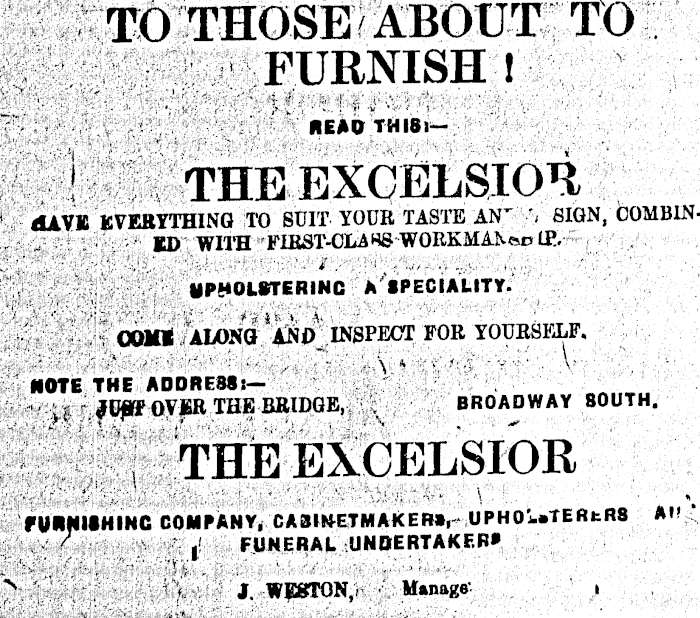 TO THOSE ABOUT TO
FURNISH!
READ THIS:—
THE EXCELSIOR
HAVE EVERYTHING TO SUIT YOUR TASTE SIGN, COMBIN-
ED WITH FIRST-CLASS WORKMANSHIP.
UPHOLSTERING A SPECIALITY.
COME ALONG AND INSPECT FOR YOURSELF.
NOTE THE ADDRESS:—
JUST OVER THE BRIDGE, BROADWAY SOUTH.
THE EXCELSIOR
FURNISHING COMPANY, CABINETMAKERS, UPHOLSTERERS
FUNERAL UNDERTAKERS
J. WESTON, Manage